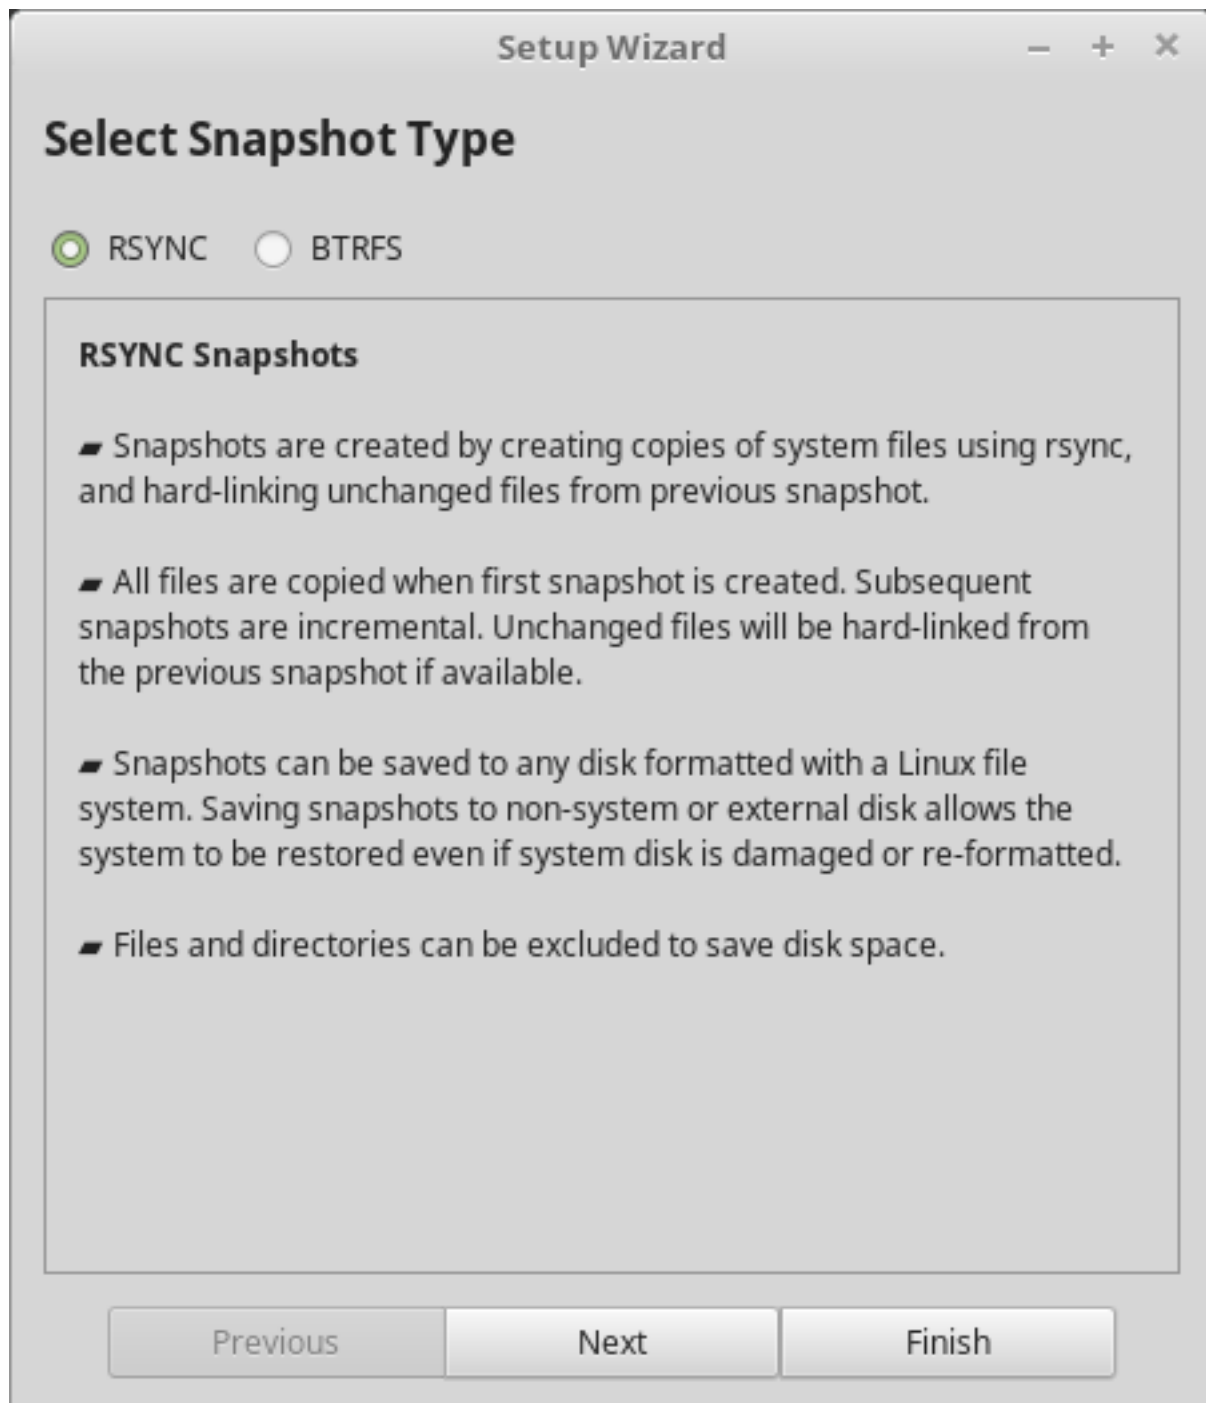 Setup Wizard
Select Snapshot Type
RSYNC BTRFS
RSYNC Snapshots
▰ Snapshots are created by creating copies of system files using rsync,
and hard-linking unchanged files from previous snapshot.
▰ All files are copied when first snapshot is created. Subsequent
snapshots are incremental. Unchanged files will be hard-linked from
the previous snapshot if available.
▰ Snapshots can be saved to any disk formatted with a Linux file
system. Saving snapshots to non-system or external disk allows the
system to be restored even if system disk is damaged or re-formatted.
▰ Files and directories can be excluded to save disk space.
Previous Next Finish